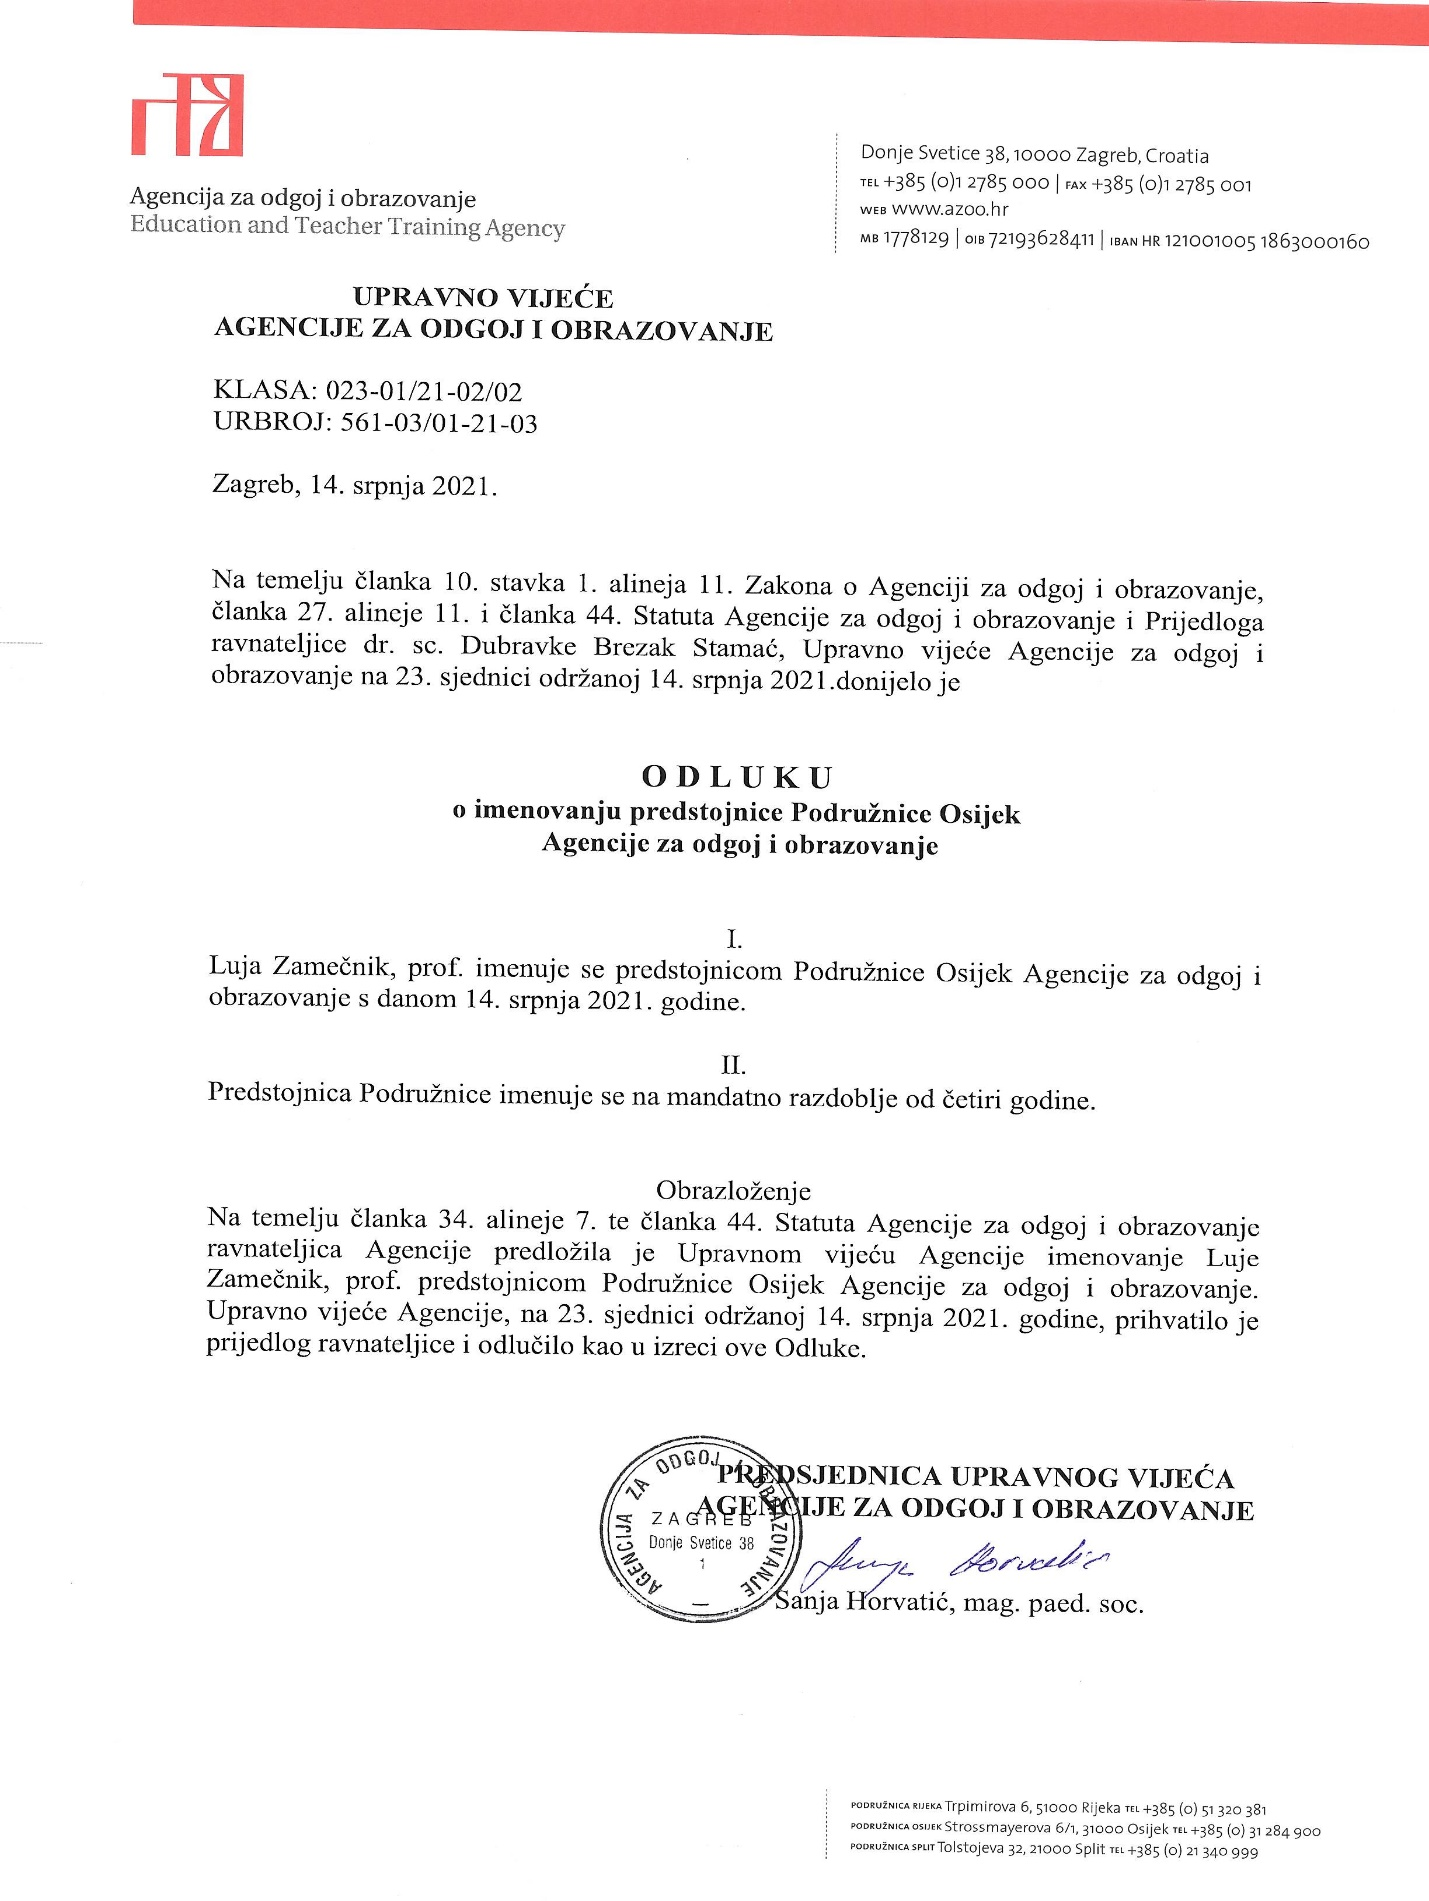 Agencija za odgoj i obrazovanje
Education and Teacher Training Agency
Donje Svetice 38, 10000 Zagreb, Croatia
TEL +385 (0)1 2785 000 | FAX +385 (0)1 2785 001
WEB www.azoo.hr
MB 1778129 | OIB 72193628411 | IBAN HR 121001005 1863000160
UPRAVNO VIJEĆE
AGENCIJE ZA ODGOJ I OBRAZOVANJE
KLASA: 023-01/21-02/02
URBROJ: 561-03/01-21-03
Zagreb, 14. srpnja 2021.
Na temelju članka 10. stavka 1. alineja 11. Zakona o Agenciji za odgoj i obrazovanje,
članka 27. alineje 11. i članka 44. Statuta Agencije za odgoj i obrazovanje i Prijedloga
ravnateljice dr. sc. Dubravke Brezak Stamać, Upravno vijeće Agencije za odgoj i
obrazovanje na 23. sjednici održanoj 14. srpnja 2021.donijelo je
O D L U K U
o imenovanju predstojnice Podružnice Osijek
Agencije za odgoj i obrazovanje
I.
Luja Zamečnik, prof. imenuje se predstojnicom Podružnice Osijek Agencije za odgoj i
obrazovanje s danom 14. srpnja 2021. godine.
II.
Predstojnica Podružnice imenuje se na mandatno razdoblje od četiri godine.
Obrazloženje
Na temelju članka 34. alineje 7. te članka 44. Statuta Agencije za odgoj i obrazovanje
ravnateljica Agencije predložila je Upravnom vijeću Agencije imenovanje Luje
Zamečnik, prof. predstojnicom Podružnice Osijek Agencije za odgoj i obrazovanje.
Upravno vijeće Agencije, na 23. sjednici održanoj 14. srpnja 2021. godine, prihvatilo je
prijedlog ravnateljice i odlučilo kao u izreci ove Odluke.
PREDSJEDNICA UPRAVNOG VIJEĆA
AGENCIJE ZA ODGOJ I OBRAZOVANJE
AGENCIJA ZA ODGOJ I OBRAZOVANJE
ZAGREB
Donje Svetice 38
1
Sanja Horvatić
Sanja Horvatić, mag. paed. soc.
PODRUŽNICA RIJEKA Trpimirova 6, 51000 Rijeka TEL +385 (0) 51 320 381
PODRUŽNICA OSIJEK Strossmayerova 6/1, 31000 Osijek TEL +385 (0) 31 284 900
PODRUŽNICA SPLIT Tolstojeva 32, 21000 Split TEL +385 (0) 21 340 999